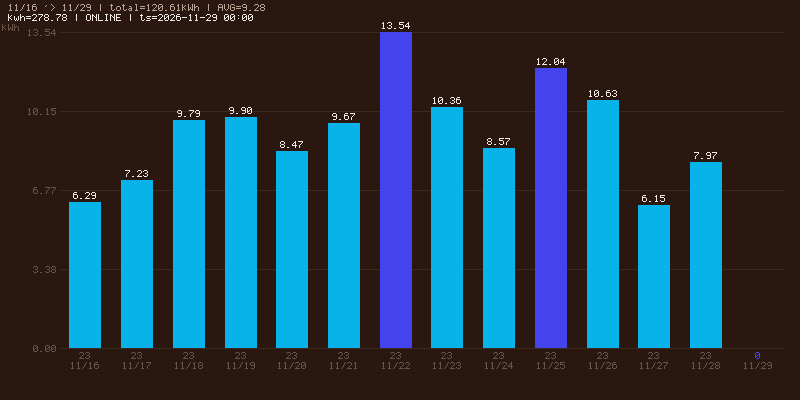 11/16 -> 11/29 | total=120.61kWh | AVG=9.28
kWh=278.78 | ONLINE | ts=2026-11-29 00:00
kWh
13.54
10.15
6.77
3.38
0.00
6.29 7.23 9.79 9.90 8.47 9.67 13.54 10.36 8.57 12.04 10.63 6.15 7.97
23 23 23 23 23 23 23 23 23 23 23 23 23 0
11/16 11/17 11/18 11/19 11/20 11/21 11/22 11/23 11/24 11/25 11/26 11/27 11/28 11/29